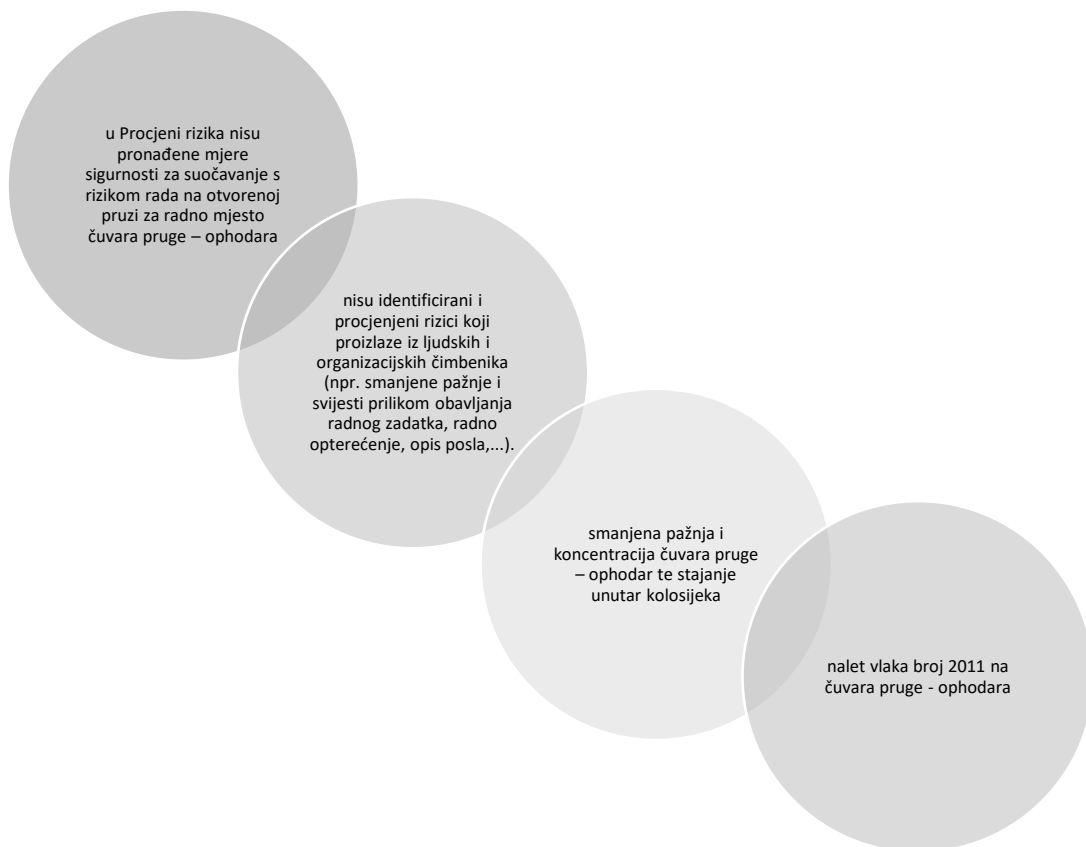 u Procjeni rizika nisu
pronađene mjere
sigurnosti za suočavanje s
rizikom rada na otvorenoj
pruzi za radno mjesto
čuvara pruge – ophodara
nisu identificirani i
procjenjeni rizici koji
proizlaze iz ljudskih i
organizacijskih čimbenika
(npr. smanjene pažnje i
svijesti prilikom obavljanja
radnog zadatka, radno
opterećenje, opis posla,...).
smanjena pažnja i
koncentracija čuvara pruge
– ophodar te stajanje
unutar kolosijeka
nalet vlaka broj 2011 na
čuvara pruge - ophodara